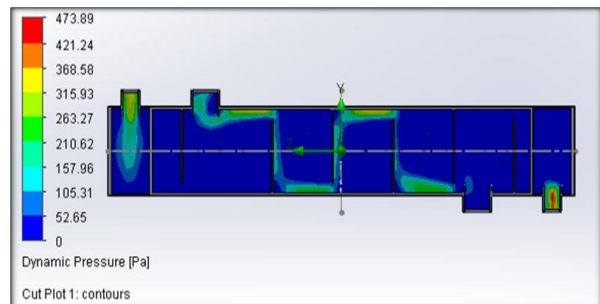 473.89
421.24
368.58
315.93
263.27
210.62
157.96
105.31
52.65
0
Dynamic Pressure [Pa]
Cut Plot 1: contours
Y
Z